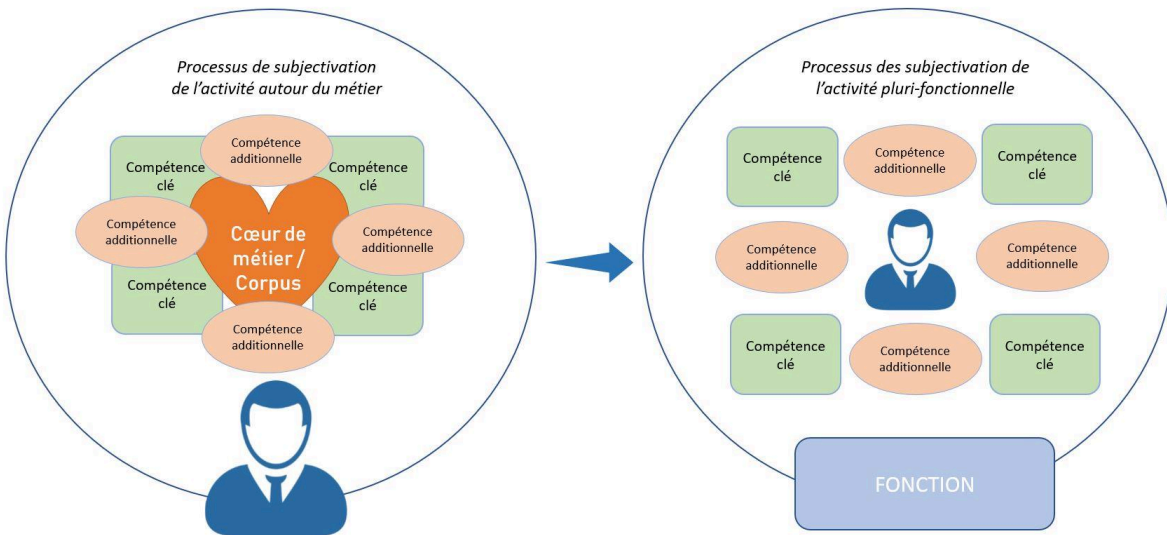 Processus de subjectivation
de l'activité autour du métier
Compétence
additionnelle
Compétence
clé
Compétence
clé
Compétence
additionnelle
Cœur de
métier /
Corpus
Compétence
additionnelle
Compétence
clé
Compétence
clé
Compétence
additionnelle
Processus des subjectivation de
l'activité pluri-fonctionnelle
Compétence
clé
Compétence
additionnelle
Compétence
clé
Compétence
additionnelle
Compétence
additionnelle
Compétence
clé
Compétence
additionnelle
Compétence
clé
FONCTION